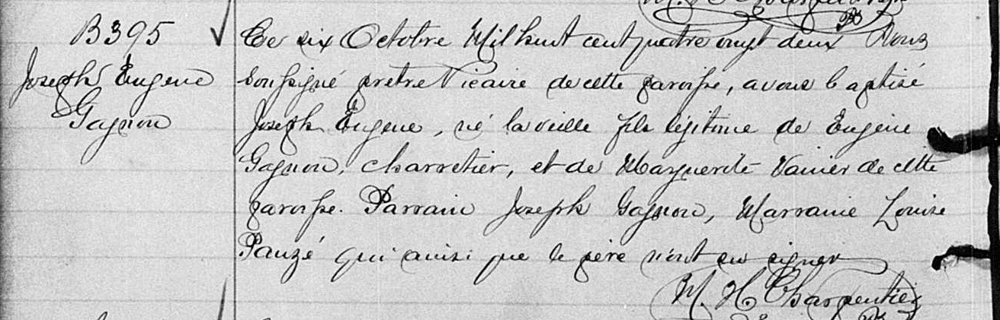 B395
Joseph Eugene
Gagnon
Ce six Octobre Mil huit cent quatre vingt deux Nous
soussigné prêtre Vicaire de cette paroisse, avons baptisé
Joseph Eugene, né la veille fils légitime de Eugène
Gagnon, charretier, et de Marguerite Vanier de cette
paroisse. Parrain Joseph Gagnon, Marraine Louise
Pauzé qui ainsi que le père n'ont su signer
M. H. Charpentier